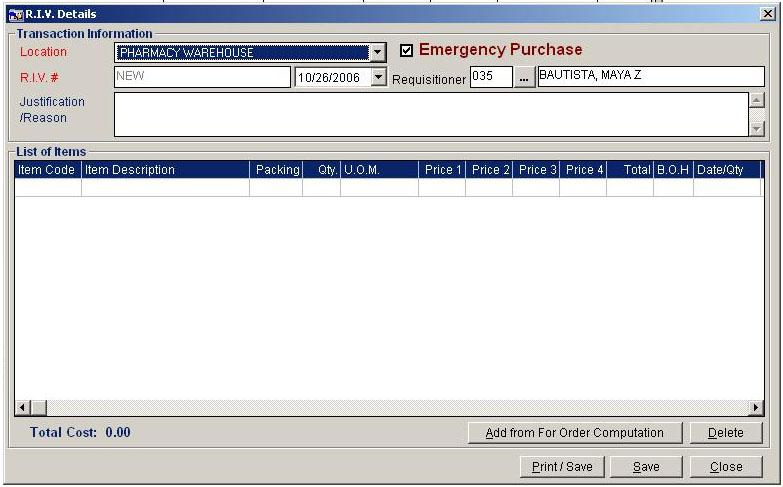 R.I.V. Details
Transaction Information
Location PHARMACY WAREHOUSE Emergency Purchase
R.I.V. # NEW 10/26/2006 Requisitioner 035 ... BAUTISTA, MAYA Z
Justification
/Reason
List of Items
Item Code Item Description Packing Qty. U.O.M. Price 1 Price 2 Price 3 Price 4 Total B.O.H Date/Qty
Total Cost: 0.00 Add from For Order Computation Delete
Print / Save Save Close